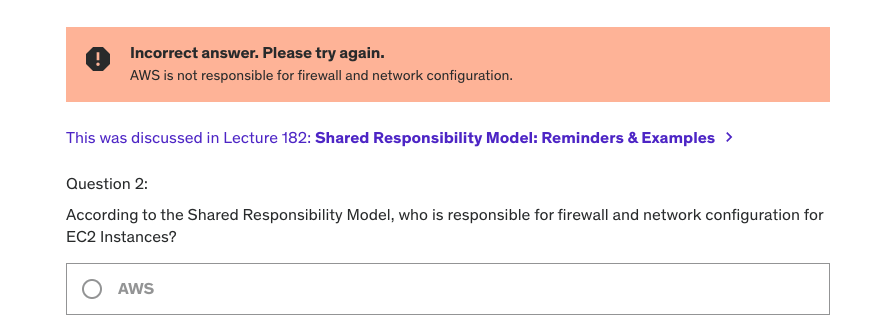 Incorrect answer. Please try again.
AWS is not responsible for firewall and network configuration.
This was discussed in Lecture 182: Shared Responsibility Model: Reminders & Examples
Question 2:
According to the Shared Responsibility Model, who is responsible for firewall and network configuration for
EC2 Instances?
AWS